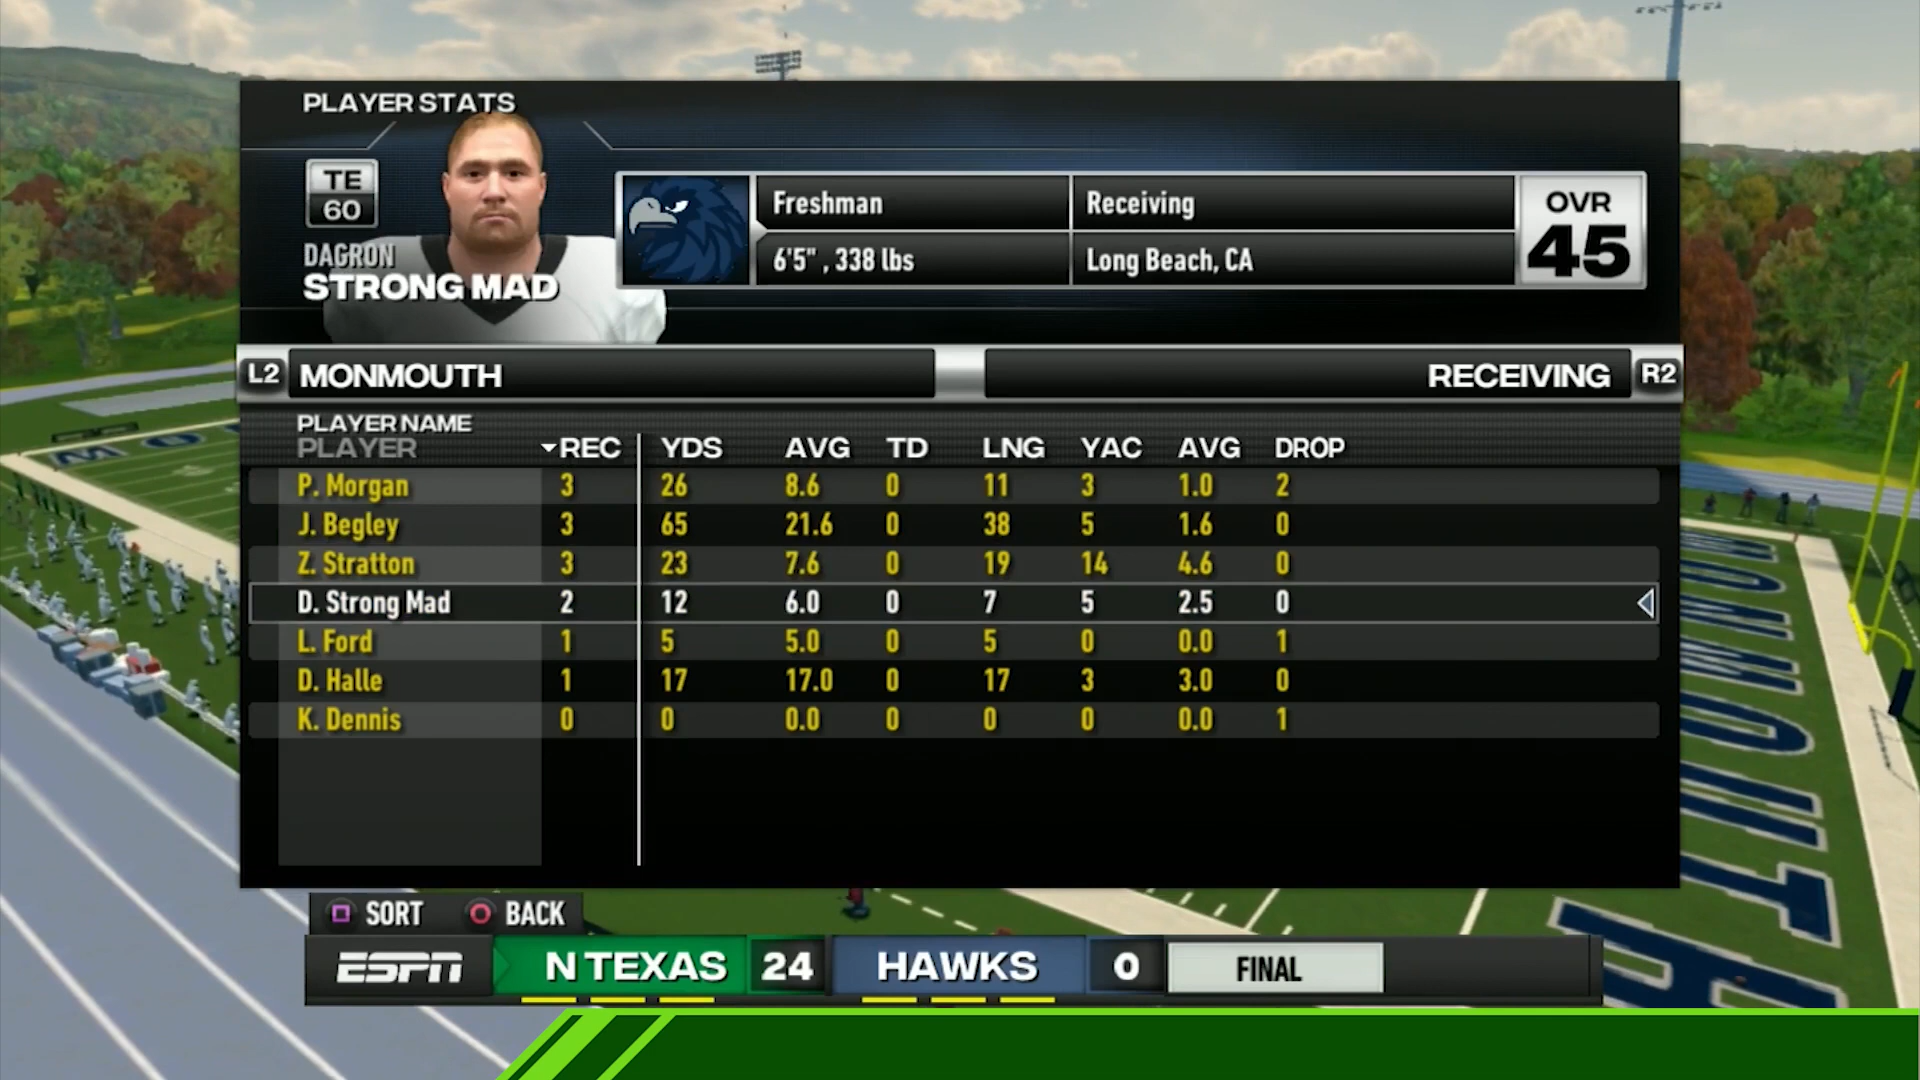 PLAYER STATS
TE
60
DAGRON
STRONG MAD
Freshman
Receiving
6'5" , 338 lbs
Long Beach, CA
OVR
45
L2 MONMOUTH RECEIVING R2
PLAYER NAME
PLAYER REC YDS AVG TD LNG YAC AVG DROP
P. Morgan 3 26 8.6 0 11 3 1.0 2
J. Begley 3 65 21.6 0 38 5 1.6 0
Z. Stratton 3 23 7.6 0 19 14 4.6 0
D. Strong Mad 2 12 6.0 0 7 5 2.5 0
L. Ford 1 5 5.0 0 5 0 0.0 1
D. Halle 1 17 17.0 0 17 3 3.0 0
K. Dennis 0 0 0.0 0 0 0 0.0 1
SORT BACK
ESPN N TEXAS 24 HAWKS 0 FINAL
MONMOUTH